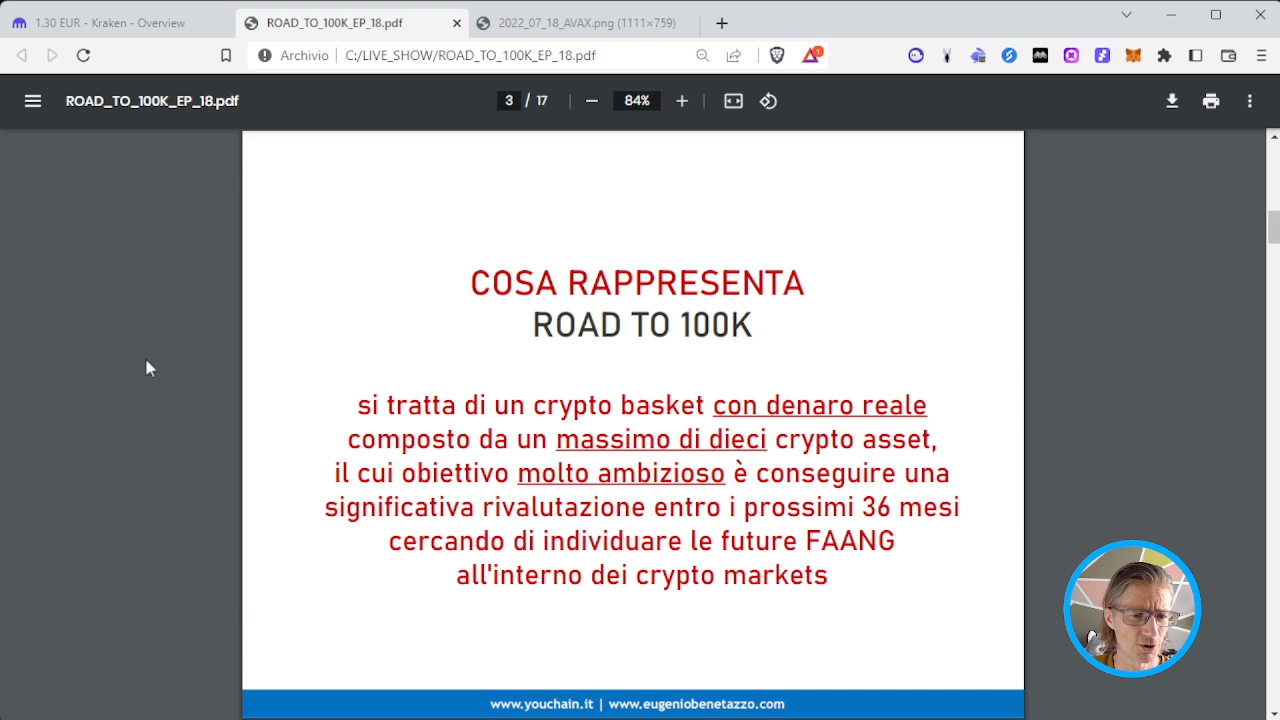 1.30 EUR - Kraken - Overview
ROAD_TO_100K_EP_18.pdf
2022_07_18_AVAX.png (1111×759)
Archivio
C:/LIVE_SHOW/ROAD_TO_100K_EP_18.pdf
1
ROAD_TO_100K_EP_18.pdf
3 / 17
84%
COSA RAPPRESENTA
ROAD TO 100K
si tratta di un crypto basket con denaro reale
composto da un massimo di dieci crypto asset,
il cui obiettivo molto ambizioso è conseguire una
significativa rivalutazione entro i prossimi 36 mesi
cercando di individuare le future FAANG
all'interno dei crypto markets
www.youchain.it | www.eugeniobenetazzo.com